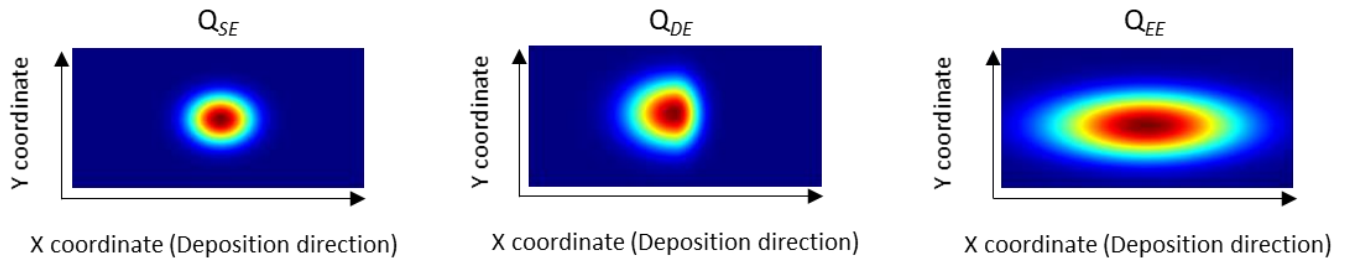 Q_SE
Y coordinate
X coordinate (Deposition direction)
Q_DE
Y coordinate
X coordinate (Deposition direction)
Q_EE
Y coordinate
X coordinate (Deposition direction)